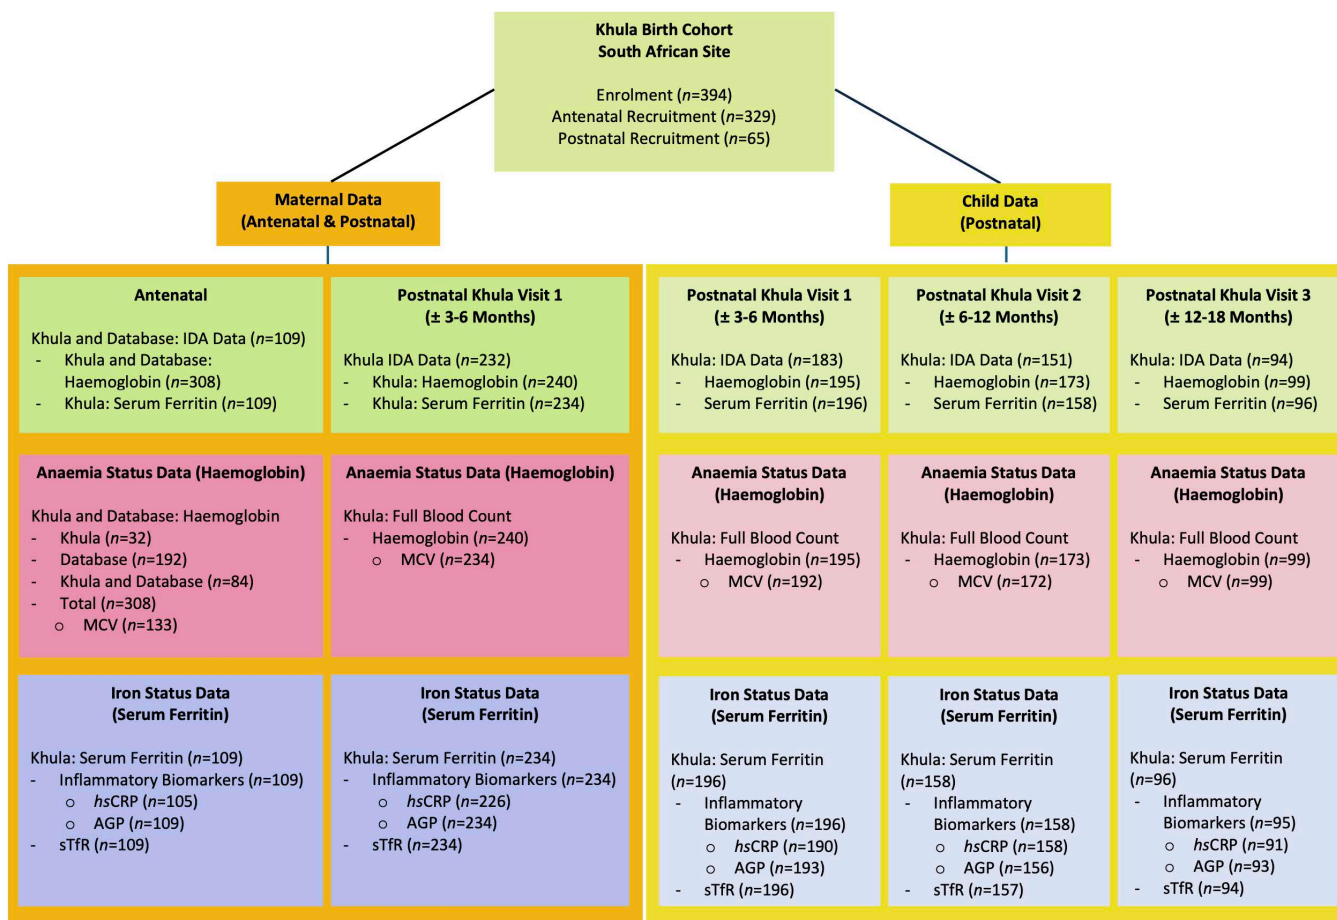 Khula Birth Cohort
South African Site
Enrolment (n=394)
Antenatal Recruitment (n=329)
Postnatal Recruitment (n=65)
Maternal Data
(Antenatal & Postnatal)
Child Data
(Postnatal)
Antenatal
Khula and Database: IDA Data (n=109)
- Khula and Database:
Haemoglobin (n=308)
- Khula: Serum Ferritin (n=109)
Postnatal Khula Visit 1
(± 3-6 Months)
Khula IDA Data (n=232)
- Khula: Haemoglobin (n=240)
- Khula: Serum Ferritin (n=234)
Postnatal Khula Visit 1
(± 3-6 Months)
Khula: IDA Data (n=183)
- Haemoglobin (n=195)
- Serum Ferritin (n=196)
Postnatal Khula Visit 2
(± 6-12 Months)
Khula: IDA Data (n=151)
- Haemoglobin (n=173)
- Serum Ferritin (n=158)
Postnatal Khula Visit 3
(± 12-18 Months)
Khula: IDA Data (n=94)
- Haemoglobin (n=99)
- Serum Ferritin (n=96)
Anaemia Status Data (Haemoglobin)
Khula and Database: Haemoglobin
- Khula (n=32)
- Database (n=192)
- Khula and Database (n=84)
- Total (n=308)
o MCV (n=133)
Anaemia Status Data (Haemoglobin)
Khula: Full Blood Count
- Haemoglobin (n=240)
o MCV (n=234)
Anaemia Status Data
(Haemoglobin)
Khula: Full Blood Count
- Haemoglobin (n=195)
o MCV (n=192)
Anaemia Status Data
(Haemoglobin)
Khula: Full Blood Count
- Haemoglobin (n=173)
o MCV (n=172)
Anaemia Status Data
(Haemoglobin)
Khula: Full Blood Count
- Haemoglobin (n=99)
o MCV (n=99)
Iron Status Data
(Serum Ferritin)
Khula: Serum Ferritin (n=109)
- Inflammatory Biomarkers (n=109)
o hsCRP (n=105)
o AGP (n=109)
- sTfR (n=109)
Iron Status Data
(Serum Ferritin)
Khula: Serum Ferritin (n=234)
- Inflammatory Biomarkers (n=234)
o hsCRP (n=226)
o AGP (n=234)
- sTfR (n=234)
Iron Status Data
(Serum Ferritin)
Khula: Serum Ferritin
(n=196)
- Inflammatory
Biomarkers (n=196)
o hsCRP (n=190)
o AGP (n=193)
- sTfR (n=196)
Iron Status Data
(Serum Ferritin)
Khula: Serum Ferritin
(n=158)
- Inflammatory
Biomarkers (n=158)
o hsCRP (n=158)
o AGP (n=156)
- sTfR (n=157)
Iron Status Data
(Serum Ferritin)
Khula: Serum Ferritin
(n=96)
- Inflammatory
Biomarkers (n=95)
o hsCRP (n=91)
o AGP (n=93)
- sTfR (n=94)